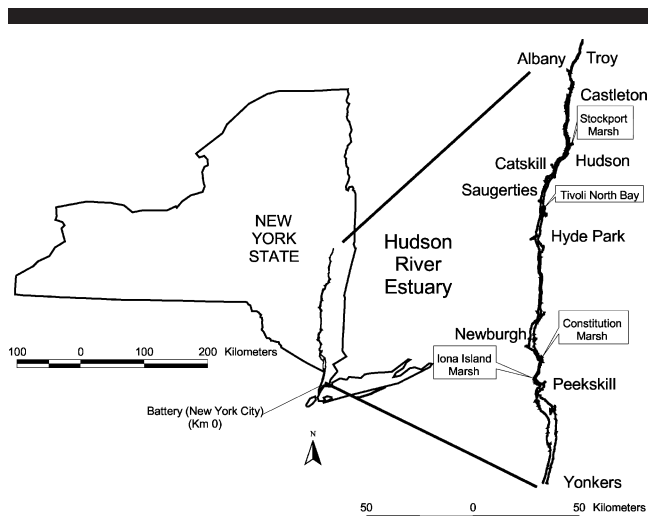 Albany
Troy
Castleton
Stockport
Marsh
Catskill
Hudson
Saugerties
Tivoli North Bay
NEW
YORK
STATE
Hudson
River
Estuary
Hyde Park
Newburgh
Constitution
Marsh
100 0 100 200 Kilometers
Iona Island
Marsh
Peekskill
Battery (New York City)
(Km 0)
N
Yonkers
50 0 50 Kilometers